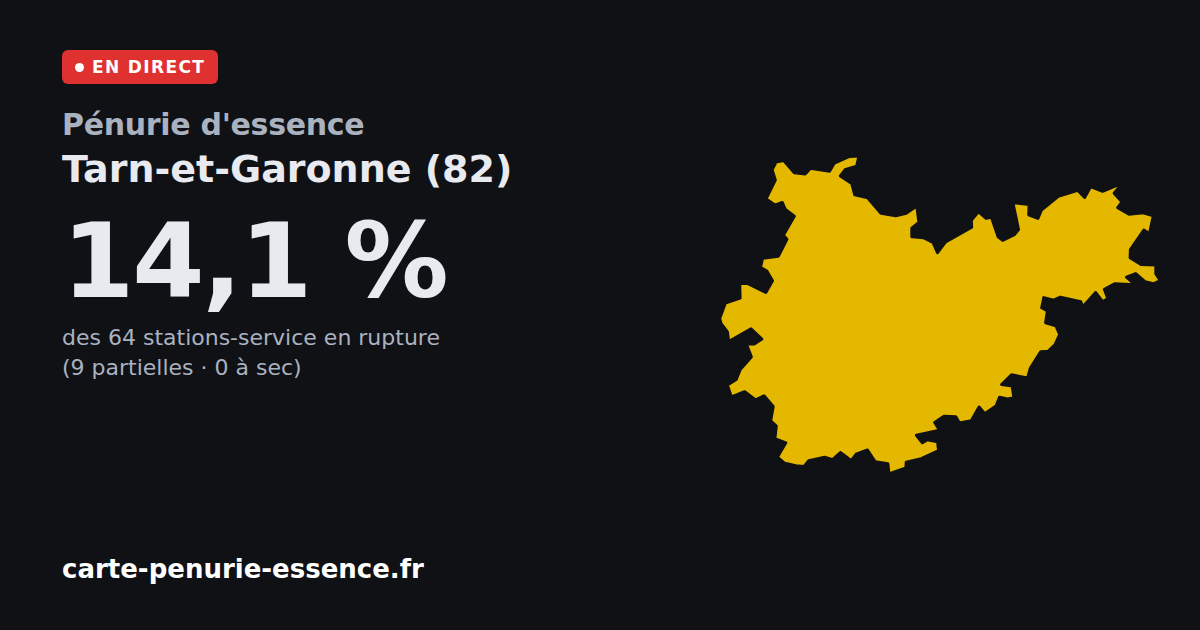 EN DIRECT
Pénurie d'essence
Tarn-et-Garonne (82)
14,1 %
des 64 stations-service en rupture
(9 partielles · 0 à sec)
carte-penurie-essence.fr